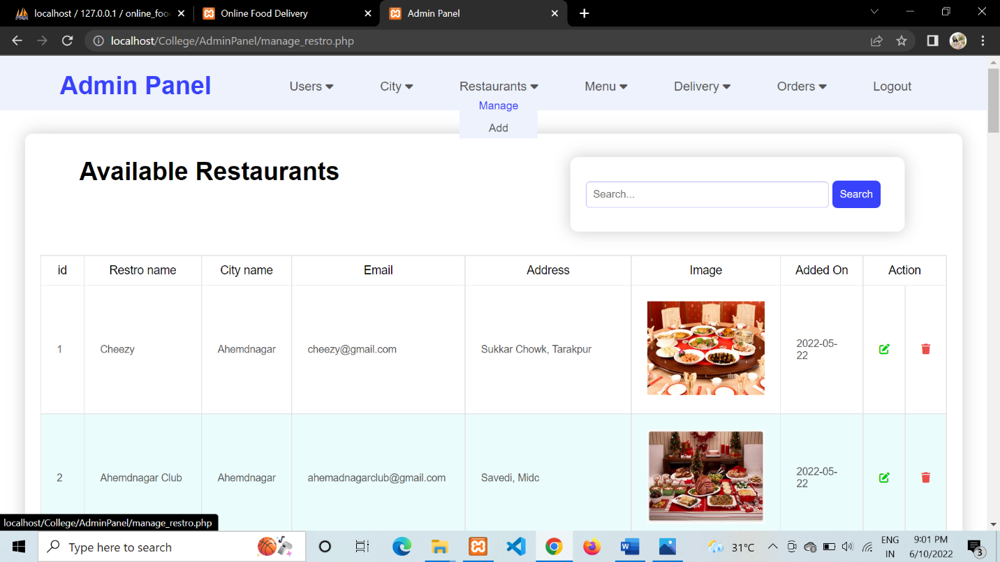 localhost / 127.0.0.1 / online_foo
Online Food Delivery
Admin Panel
localhost/College/AdminPanel/manage_restro.php
Admin Panel
Users
City
Restaurants
Menu
Delivery
Orders
Logout
Manage
Add
Available Restaurants
Search...
Search
id Restro name City name Email Address Image Added On Action
1 Cheezy Ahemdnagar cheezy@gmail.com Sukkar Chowk, Tarakpur 2022-05-
22
2 Ahemdnagar Club Ahemdnagar ahemadnagarclub@gmail.com Savedi, Midc 2022-05-
22
localhost/College/AdminPanel/manage_restro.php
Type here to search
31°C
ENG
IN
9:01 PM
6/10/2022
3